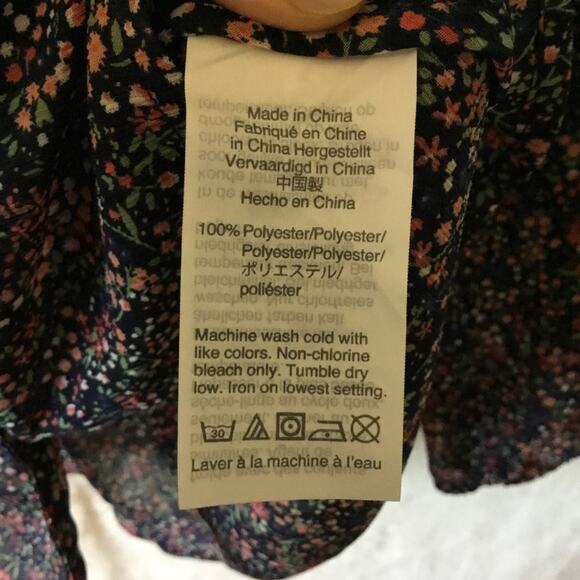 Made in China
Fabriqué en Chine
in China Hergestellt
Vervaardigd in China
中国製
Hecho en China
100% Polyester/Polyester/
Polyester/Polyester/
ポリエステル/
poliéster
Machine wash cold with
like colors. Non-chlorine
bleach only. Tumble dry
low. Iron on lowest setting.
30
Laver à la machine à l'eau